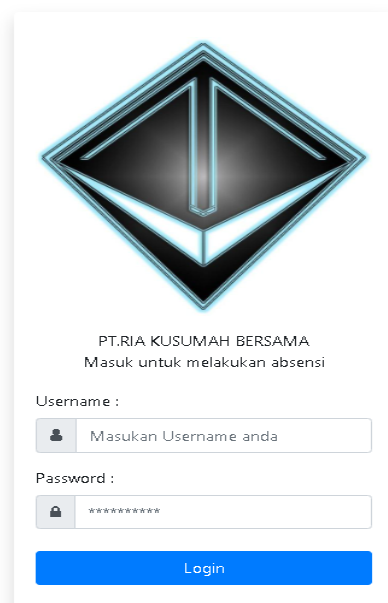 PT.RIA KUSUMAH BERSAMA
Masuk untuk melakukan absensi
Username :
Masukan Username anda
Password :
**********
Login